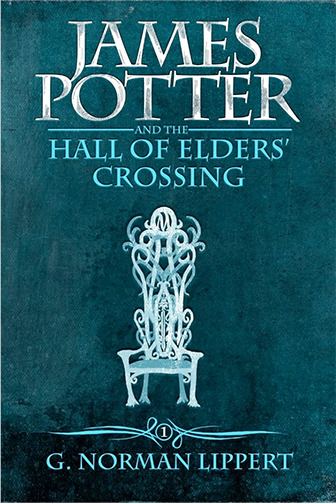 JAMES
POTTER
AND THE
HALL OF ELDERS'
CROSSING
1
G. NORMAN LIPPERT